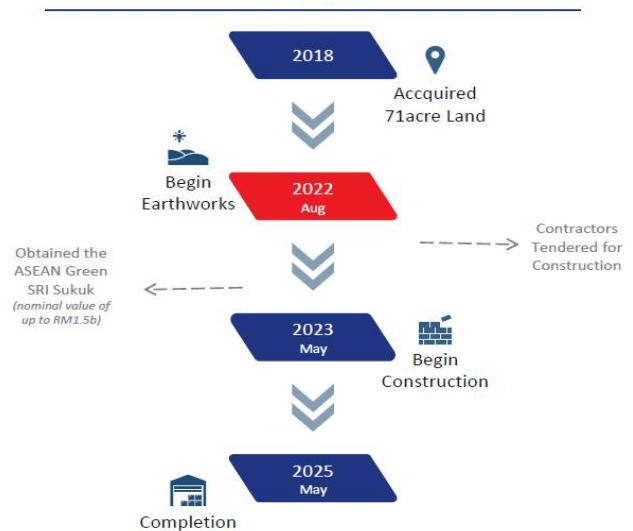 2018
Accquired
71acre Land
Begin
Earthworks
2022
Aug
Contractors
Tendered for
Construction
Obtained the
ASEAN Green
SRI Sukuk
(nominal value of
up to RM1.5b)
2023
May
Begin
Construction
2025
May
Completion